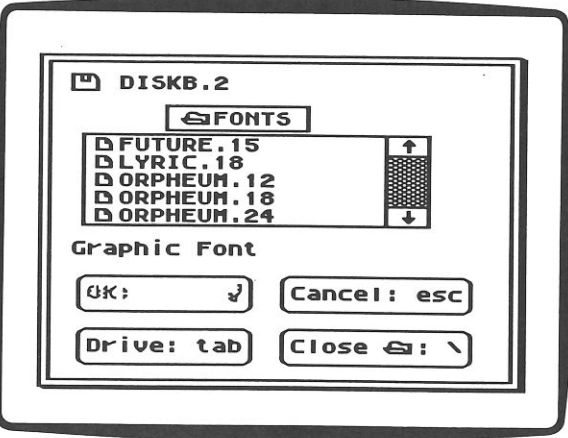 DISKB.2
FONTS
FUTURE.15
LYRIC.18
ORPHEUM.12
ORPHEUM.18
ORPHEUM.24
Graphic Font
OK:
Cancel: esc
Drive: tab
Close : \